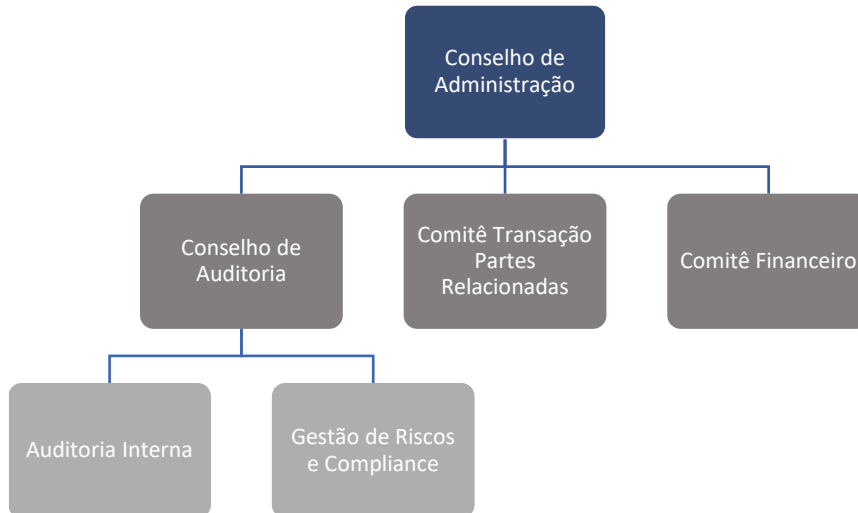 Conselho de
Administração
Conselho de
Auditoria
Comitê Transação
Partes
Relacionadas
Comitê Financeiro
Auditoria Interna
Gestão de Riscos
e Compliance